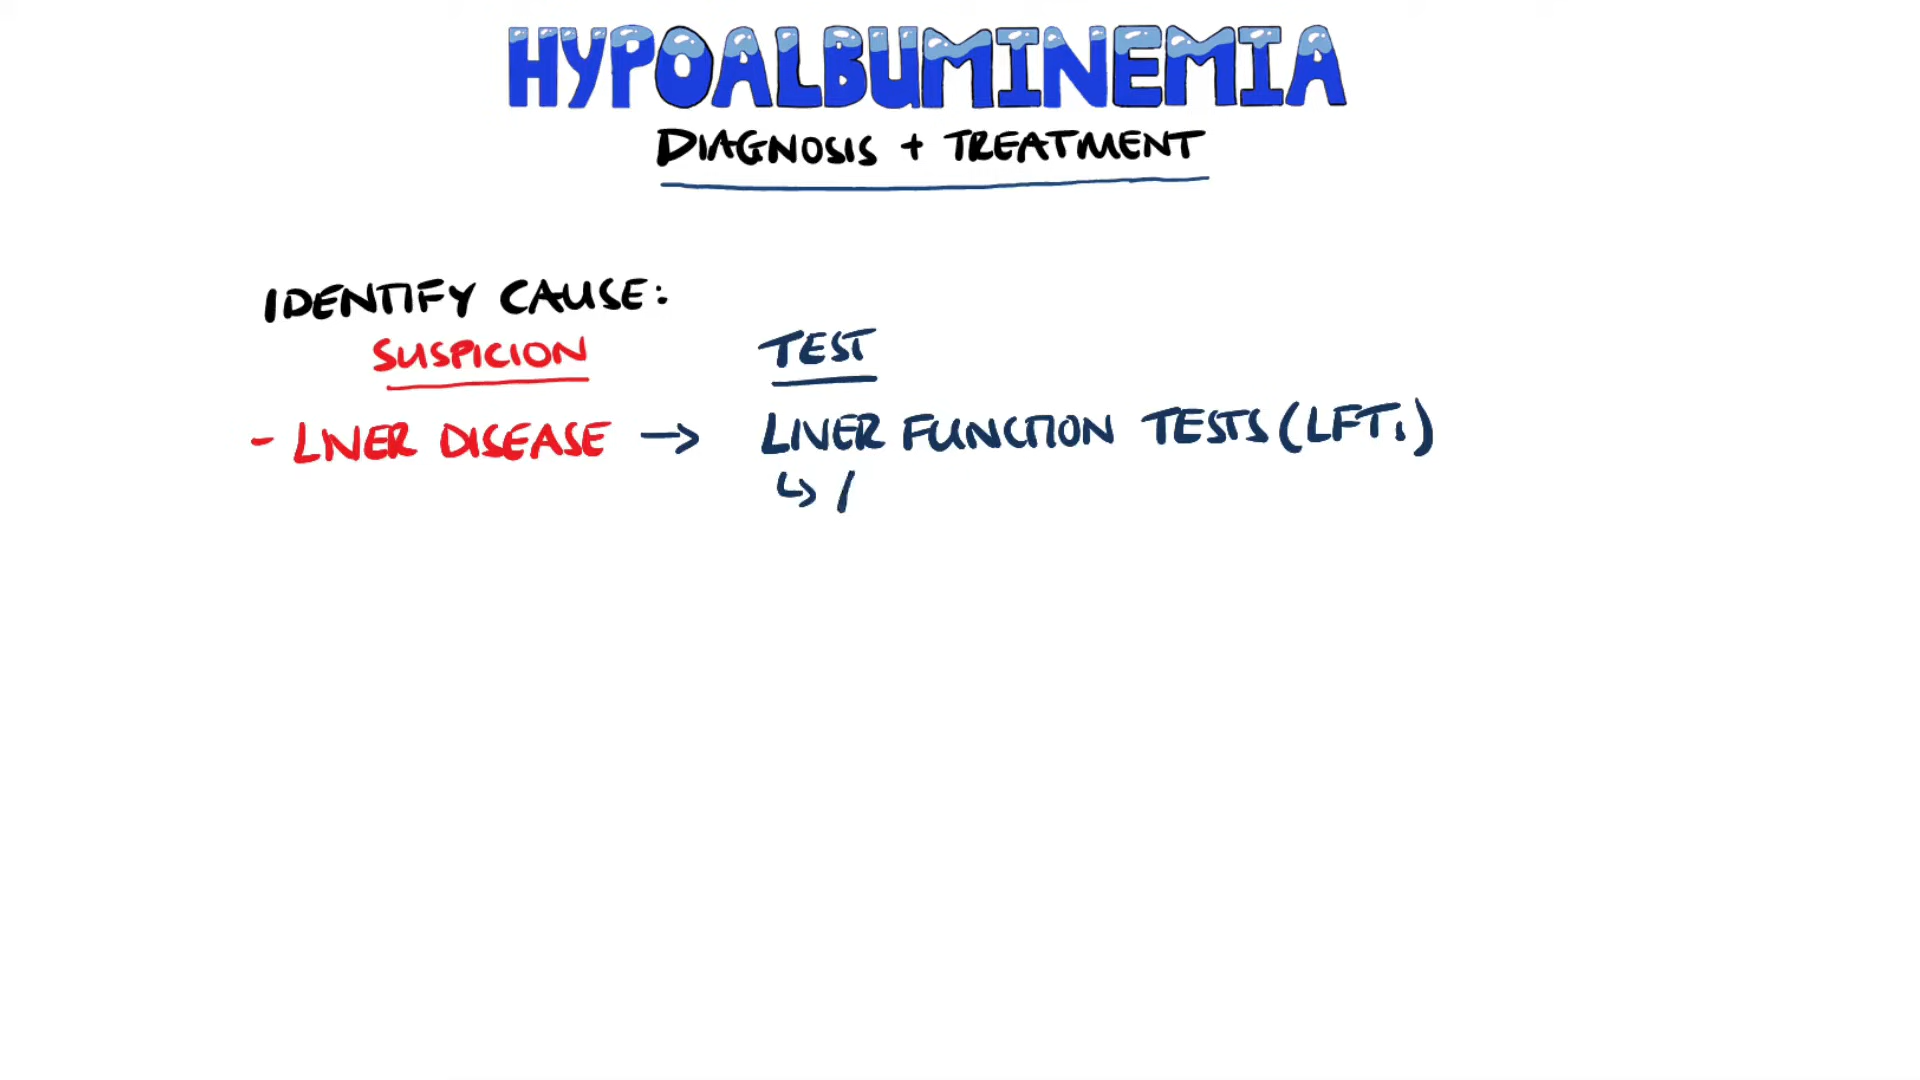 HYPOALBUMINEMIA
DIAGNOSIS + TREATMENT
IDENTIFY CAUSE:
SUSPICION TEST
- LIVER DISEASE → LIVER FUNCTION TESTS (LFTs)
↳